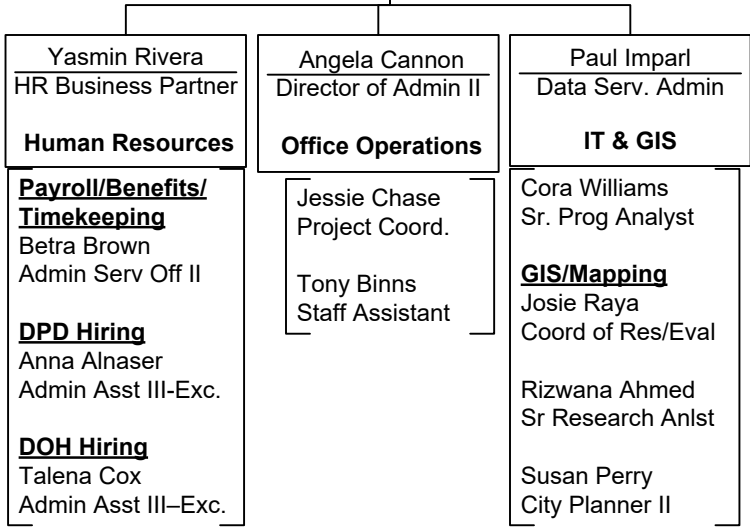 Yasmin Rivera
HR Business Partner
Human Resources
Payroll/Benefits/
Timekeeping
Betra Brown
Admin Serv Off II
DPD Hiring
Anna Alnaser
Admin Asst III-Exc.
DOH Hiring
Talena Cox
Admin Asst III–Exc.
Angela Cannon
Director of Admin II
Office Operations
Jessie Chase
Project Coord.
Tony Binns
Staff Assistant
Paul Imparl
Data Serv. Admin
IT & GIS
Cora Williams
Sr. Prog Analyst
GIS/Mapping
Josie Raya
Coord of Res/Eval
Rizwana Ahmed
Sr Research Anlst
Susan Perry
City Planner II